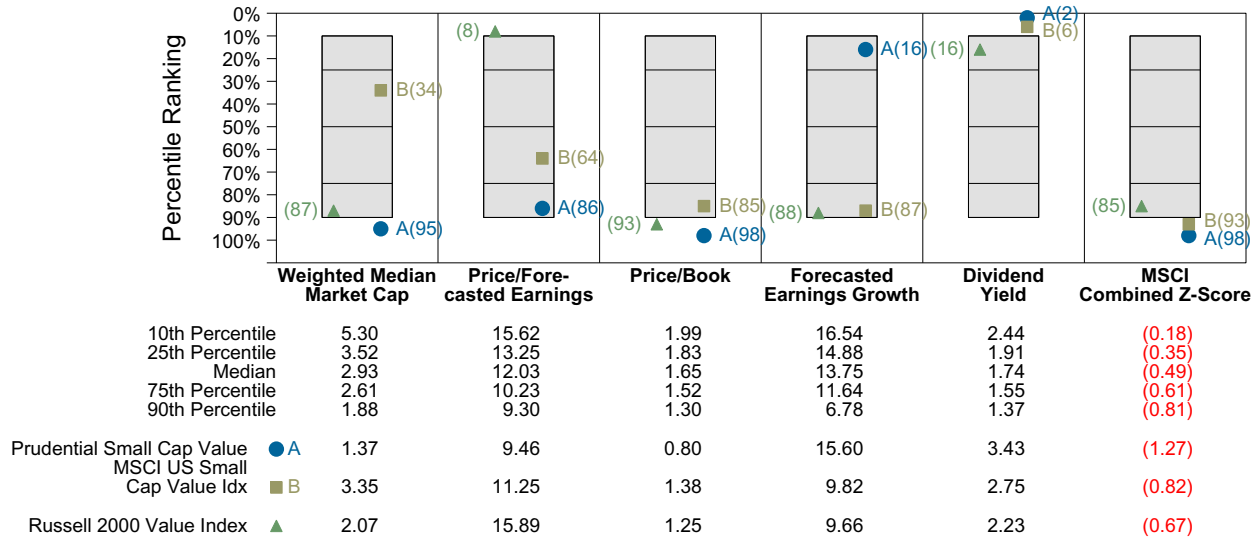 Percentile Ranking
0%
10%
20%
30%
40%
50%
60%
70%
80%
90%
100%
(87)
B(34)
A(95)
(8)
B(64)
A(86)
(93)
B(85)
A(98)
(88)
A(16)
B(87)
(16)
A(2)
B(6)
(85)
B(93)
A(98)
Weighted Median Market Cap
Price/Fore-casted Earnings
Price/Book
Forecasted Earnings Growth
Dividend Yield
MSCI Combined Z-Score
10th Percentile 5.30 15.62 1.99 16.54 2.44 (0.18)
25th Percentile 3.52 13.25 1.83 14.88 1.91 (0.35)
Median 2.93 12.03 1.65 13.75 1.74 (0.49)
75th Percentile 2.61 10.23 1.52 11.64 1.55 (0.61)
90th Percentile 1.88 9.30 1.30 6.78 1.37 (0.81)
Prudential Small Cap Value A 1.37 9.46 0.80 15.60 3.43 (1.27)
MSCI US Small
Cap Value Idx B 3.35 11.25 1.38 9.82 2.75 (0.82)
Russell 2000 Value Index 2.07 15.89 1.25 9.66 2.23 (0.67)